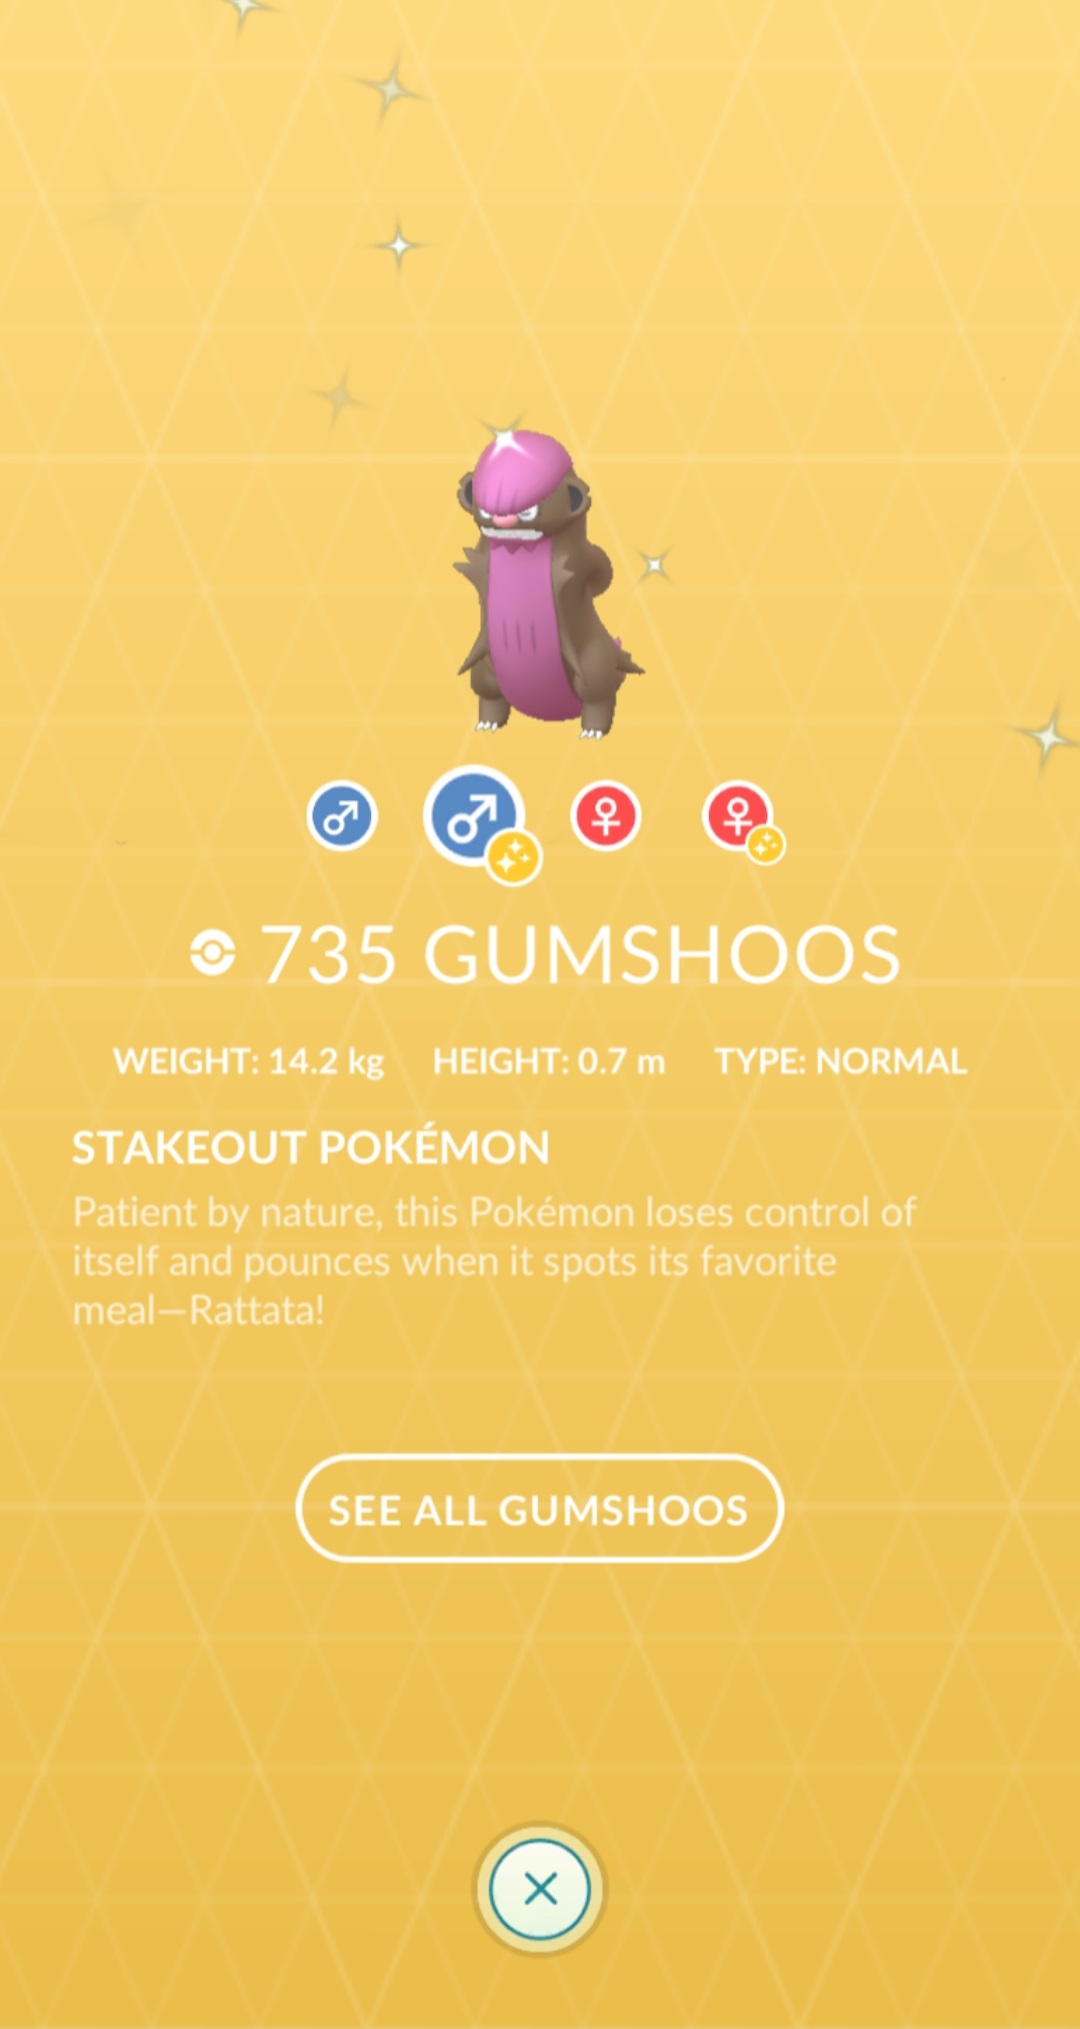 735 GUMSHOOS
WEIGHT: 14.2 kg HEIGHT: 0.7 m TYPE: NORMAL
STAKEOUT POKÉMON
Patient by nature, this Pokémon loses control of
itself and pounces when it spots its favorite
meal—Rattata!
SEE ALL GUMSHOOS